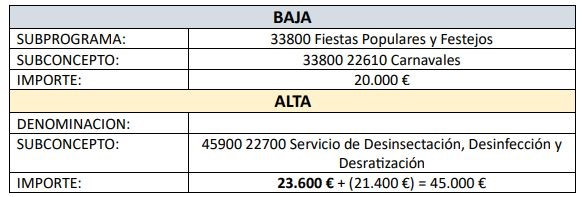 BAJA
SUBPROGRAMA: 33800 Fiestas Populares y Festejos
SUBCONCEPTO: 33800 22610 Carnavales
IMPORTE: 20.000 €
ALTA
DENOMINACION:
SUBCONCEPTO: 45900 22700 Servicio de Desinsectación, Desinfección y
Desratización
IMPORTE: 23.600 € + (21.400 €) = 45.000 €